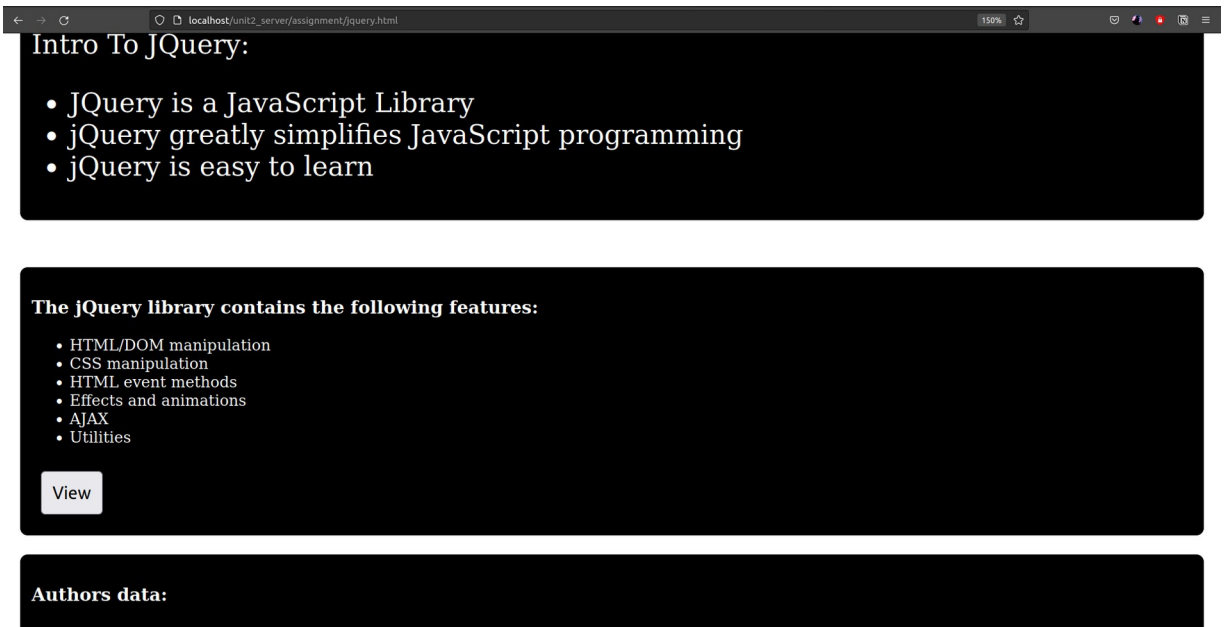 localhost/unit2_server/assignment/jquery.html
150%
Intro To JQuery:
• JQuery is a JavaScript Library
• jQuery greatly simplifies JavaScript programming
• jQuery is easy to learn
The jQuery library contains the following features:
• HTML/DOM manipulation
• CSS manipulation
• HTML event methods
• Effects and animations
• AJAX
• Utilities
View
Authors data: